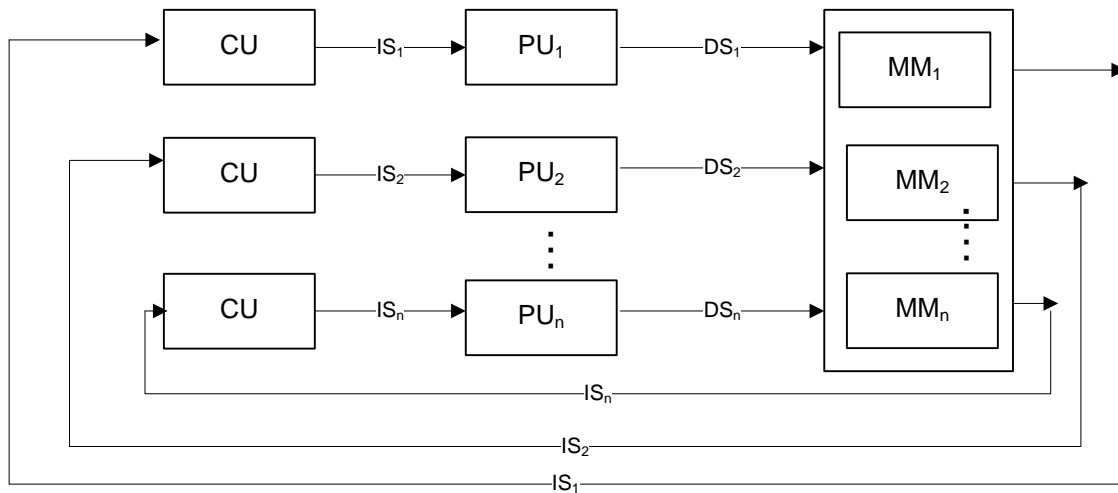 CU IS₁ PU₁ DS₁ MM₁
CU IS₂ PU₂ DS₂ MM₂
CU ISₙ PUₙ DSₙ MMₙ
ISₙ
IS₂
IS₁